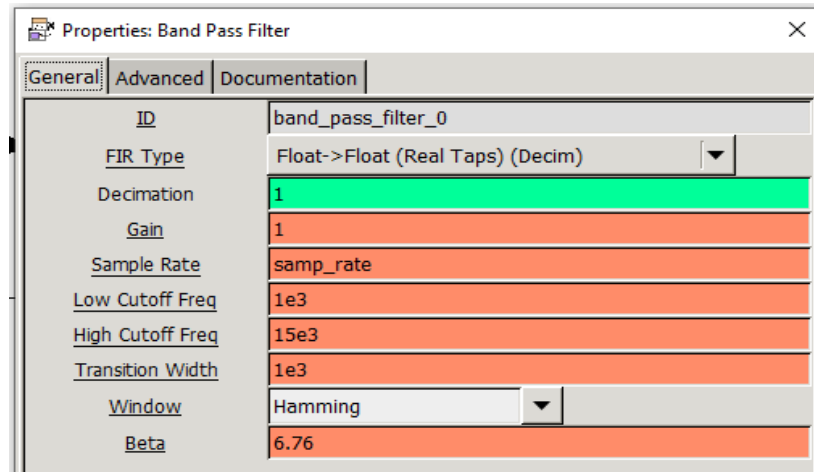 Properties: Band Pass Filter
General Advanced Documentation
ID band_pass_filter_0
FIR Type Float->Float (Real Taps) (Decim)
Decimation 1
Gain 1
Sample Rate samp_rate
Low Cutoff Freq 1e3
High Cutoff Freq 15e3
Transition Width 1e3
Window Hamming
Beta 6.76